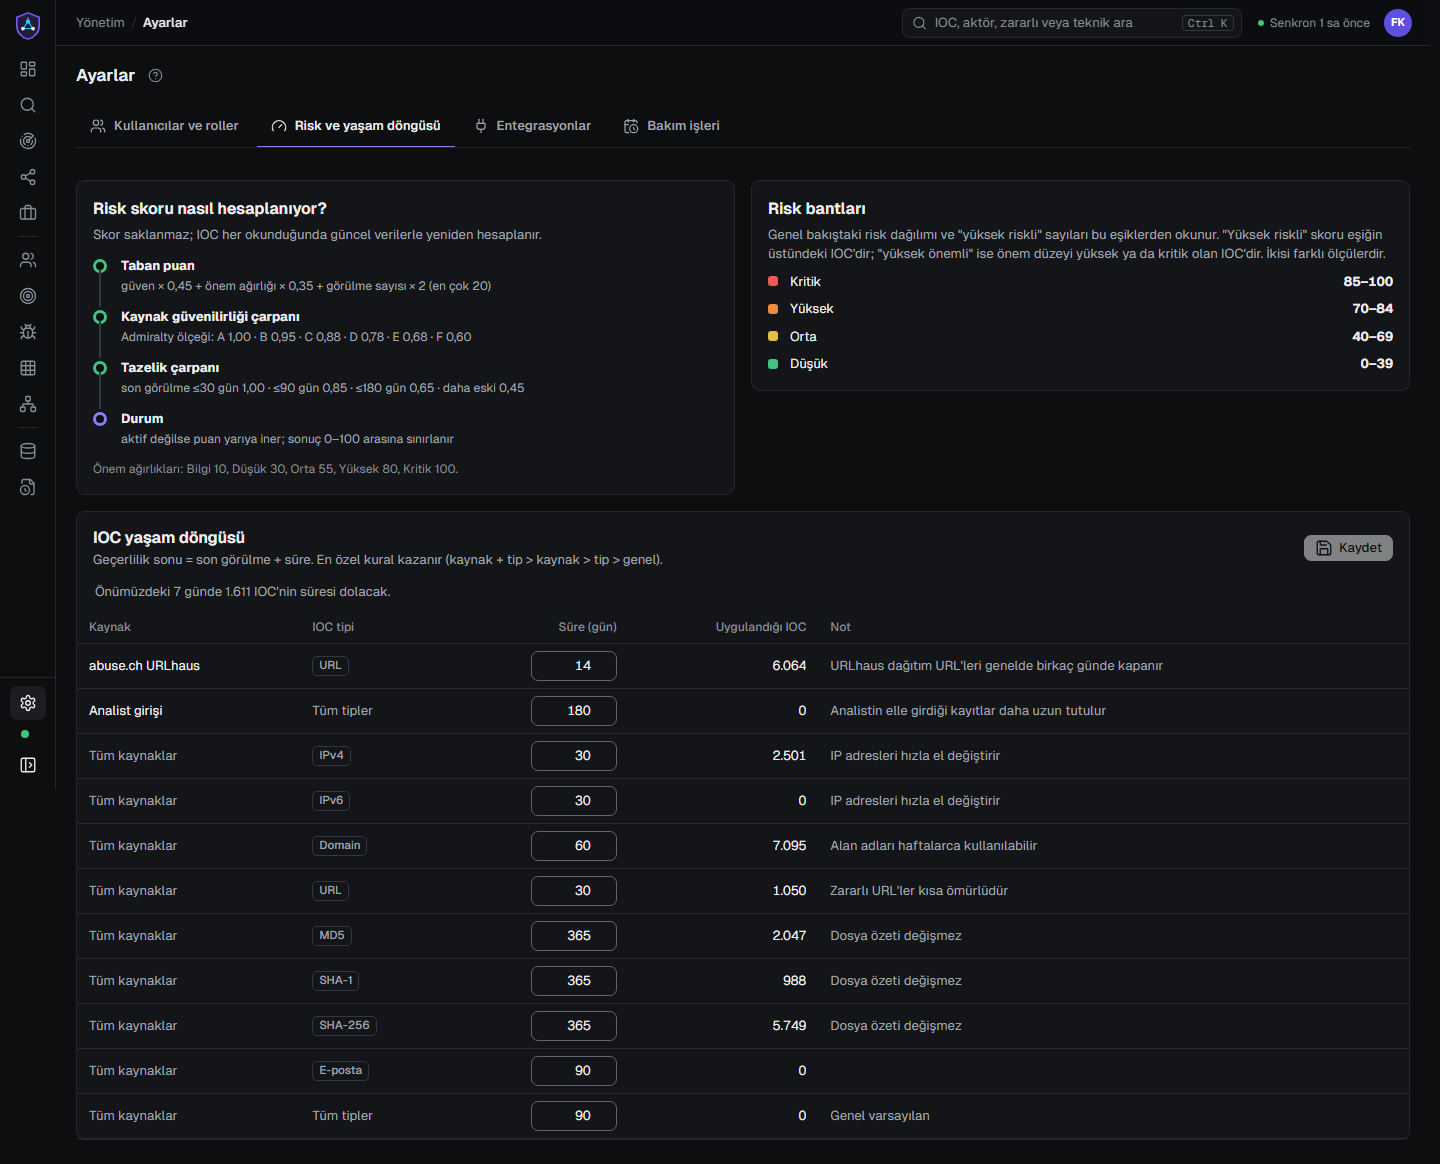 Yönetim / Ayarlar
IOC, aktör, zararlı veya teknik ara
Ctrl K
Senkron 1 sa önce
FK
Ayarlar
Kullanıcılar ve roller
Risk ve yaşam döngüsü
Entegrasyonlar
Bakım işleri
Risk skoru nasıl hesaplanıyor?
Skor saklanmaz; IOC her okunduğunda güncel verilerle yeniden hesaplanır.
Taban puan
güven × 0,45 + önem ağırlığı × 0,35 + görülme sayısı × 2 (en çok 20)
Kaynak güvenilirliği çarpanı
Admiralty ölçeği: A 1,00 · B 0,95 · C 0,88 · D 0,78 · E 0,68 · F 0,60
Tazelik çarpanı
son görülme ≤30 gün 1,00 · ≤90 gün 0,85 · ≤180 gün 0,65 · daha eski 0,45
Durum
aktif değilse puan yarıya iner; sonuç 0–100 arasına sınırlanır
Önem ağırlıkları: Bilgi 10, Düşük 30, Orta 55, Yüksek 80, Kritik 100.
Risk bantları
Genel bakıştaki risk dağılımı ve "yüksek riskli" sayıları bu eşiklerden okunur. "Yüksek riskli" skoru eşiğin
üstündeki IOC'dir; "yüksek önemli" ise önem düzeyi yüksek ya da kritik olan IOC'dir. İkisi farklı ölçülerdir.
Kritik 85–100
Yüksek 70–84
Orta 40–69
Düşük 0–39
IOC yaşam döngüsü
Geçerlilik sonu = son görülme + süre. En özel kural kazanır (kaynak + tip > kaynak > tip > genel).
Kaydet
Önümüzdeki 7 günde 1.611 IOC'nin süresi dolacak.
Kaynak IOC tipi Süre (gün) Uygulandığı IOC Not
abuse.ch URLhaus URL 14 6.064 URLhaus dağıtım URL'leri genelde birkaç günde kapanır
Analist girişi Tüm tipler 180 0 Analistin elle girdiği kayıtlar daha uzun tutulur
Tüm kaynaklar IPv4 30 2.501 IP adresleri hızla el değiştirir
Tüm kaynaklar IPv6 30 0 IP adresleri hızla el değiştirir
Tüm kaynaklar Domain 60 7.095 Alan adları haftalarca kullanılabilir
Tüm kaynaklar URL 30 1.050 Zararlı URL'ler kısa ömürlüdür
Tüm kaynaklar MD5 365 2.047 Dosya özeti değişmez
Tüm kaynaklar SHA-1 365 988 Dosya özeti değişmez
Tüm kaynaklar SHA-256 365 5.749 Dosya özeti değişmez
Tüm kaynaklar E-posta 90 0
Tüm kaynaklar Tüm tipler 90 0 Genel varsayılan